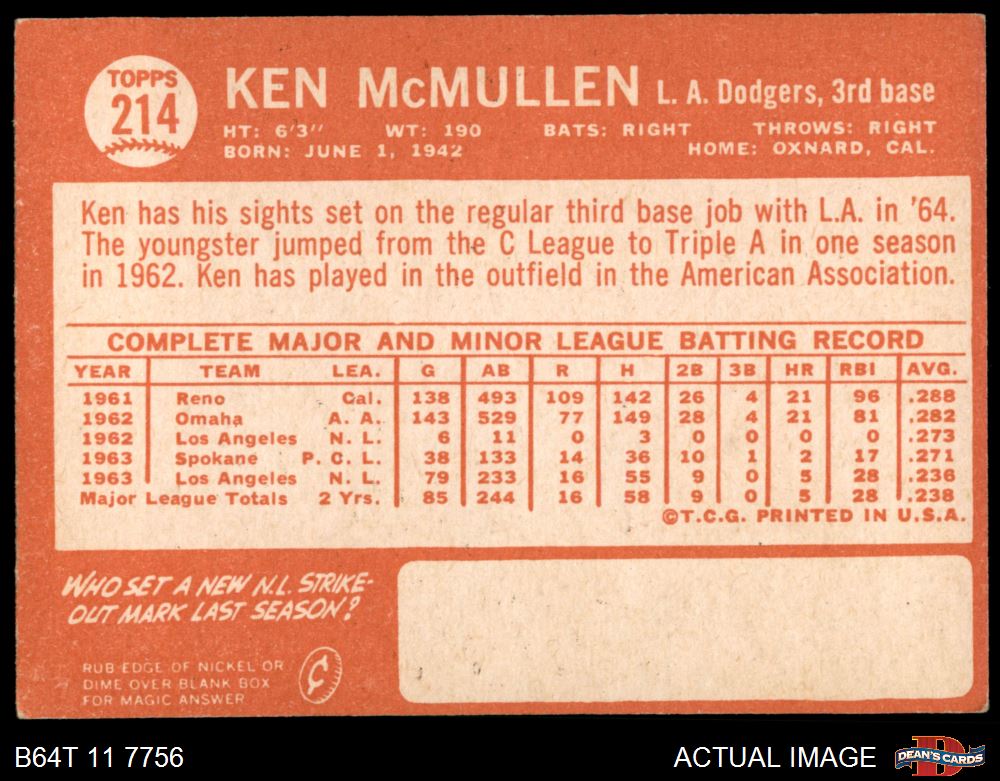 TOPPS
214
KEN McMULLEN L. A. Dodgers, 3rd base
HT: 6'3" WT: 190 BATS: RIGHT THROWS: RIGHT
BORN: JUNE 1, 1942 HOME: OXNARD, CAL.
Ken has his sights set on the regular third base job with L.A. in '64.
The youngster jumped from the C League to Triple A in one season
in 1962. Ken has played in the outfield in the American Association.
COMPLETE MAJOR AND MINOR LEAGUE BATTING RECORD
YEAR TEAM LEA. G AB R H 2B 3B HR RBI AVG.
1961 Reno Cal. 138 493 109 142 26 4 21 96 .288
1962 Omaha A. A. 143 529 77 149 28 4 21 81 .282
1962 Los Angeles N. L. 6 11 0 3 0 0 0 0 .273
1963 Spokane P. C. L. 38 133 14 36 10 1 2 17 .271
1963 Los Angeles N. L. 79 233 16 55 9 0 5 28 .236
Major League Totals 2 Yrs. 85 244 16 58 9 0 5 28 .238
©T.C.G. PRINTED IN U.S.A.
WHO SET A NEW N.L. STRIKE-
OUT MARK LAST SEASON?
RUB EDGE OF NICKEL OR
DIME OVER BLANK BOX
FOR MAGIC ANSWER
B64T 11 7756 ACTUAL IMAGE DEAN'S CARDS